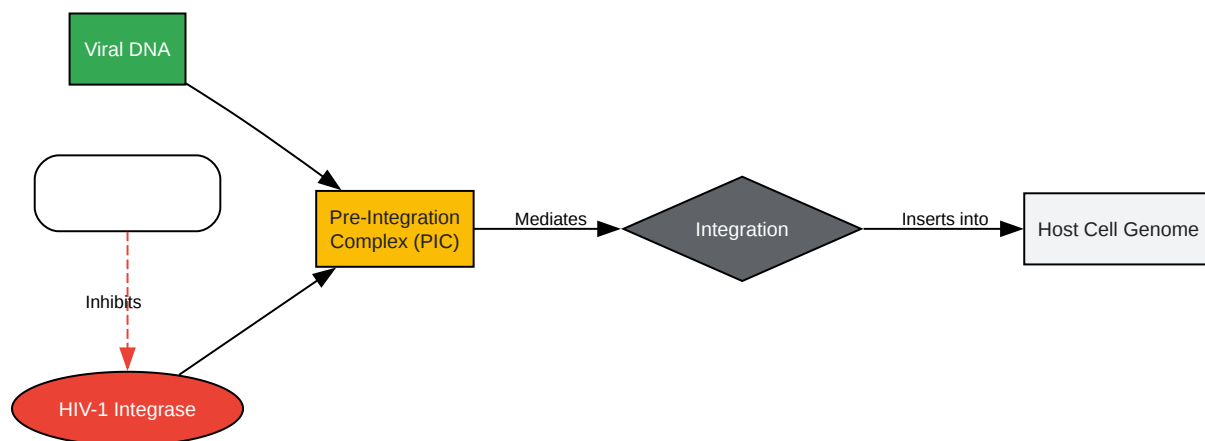 Viral DNA
Pre-Integration
Complex (PIC)
Mediates
Integration
Inserts into
Host Cell Genome
Inhibits
HIV-1 Integrase